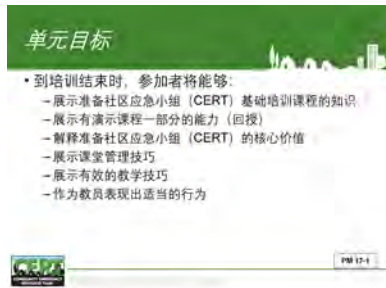 单元目标
• 到培训结束时，参加者将能够：
–展示准备社区应急小组（CERT）基础培训课程的知识
–展示有演示课程一部分的能力（回授）
–解释准备社区应急小组（CERT）的核心价值
–展示课堂管理技巧
–展示有效的教学技巧
–作为教员表现出适当的行为
CERT
PM 17-1